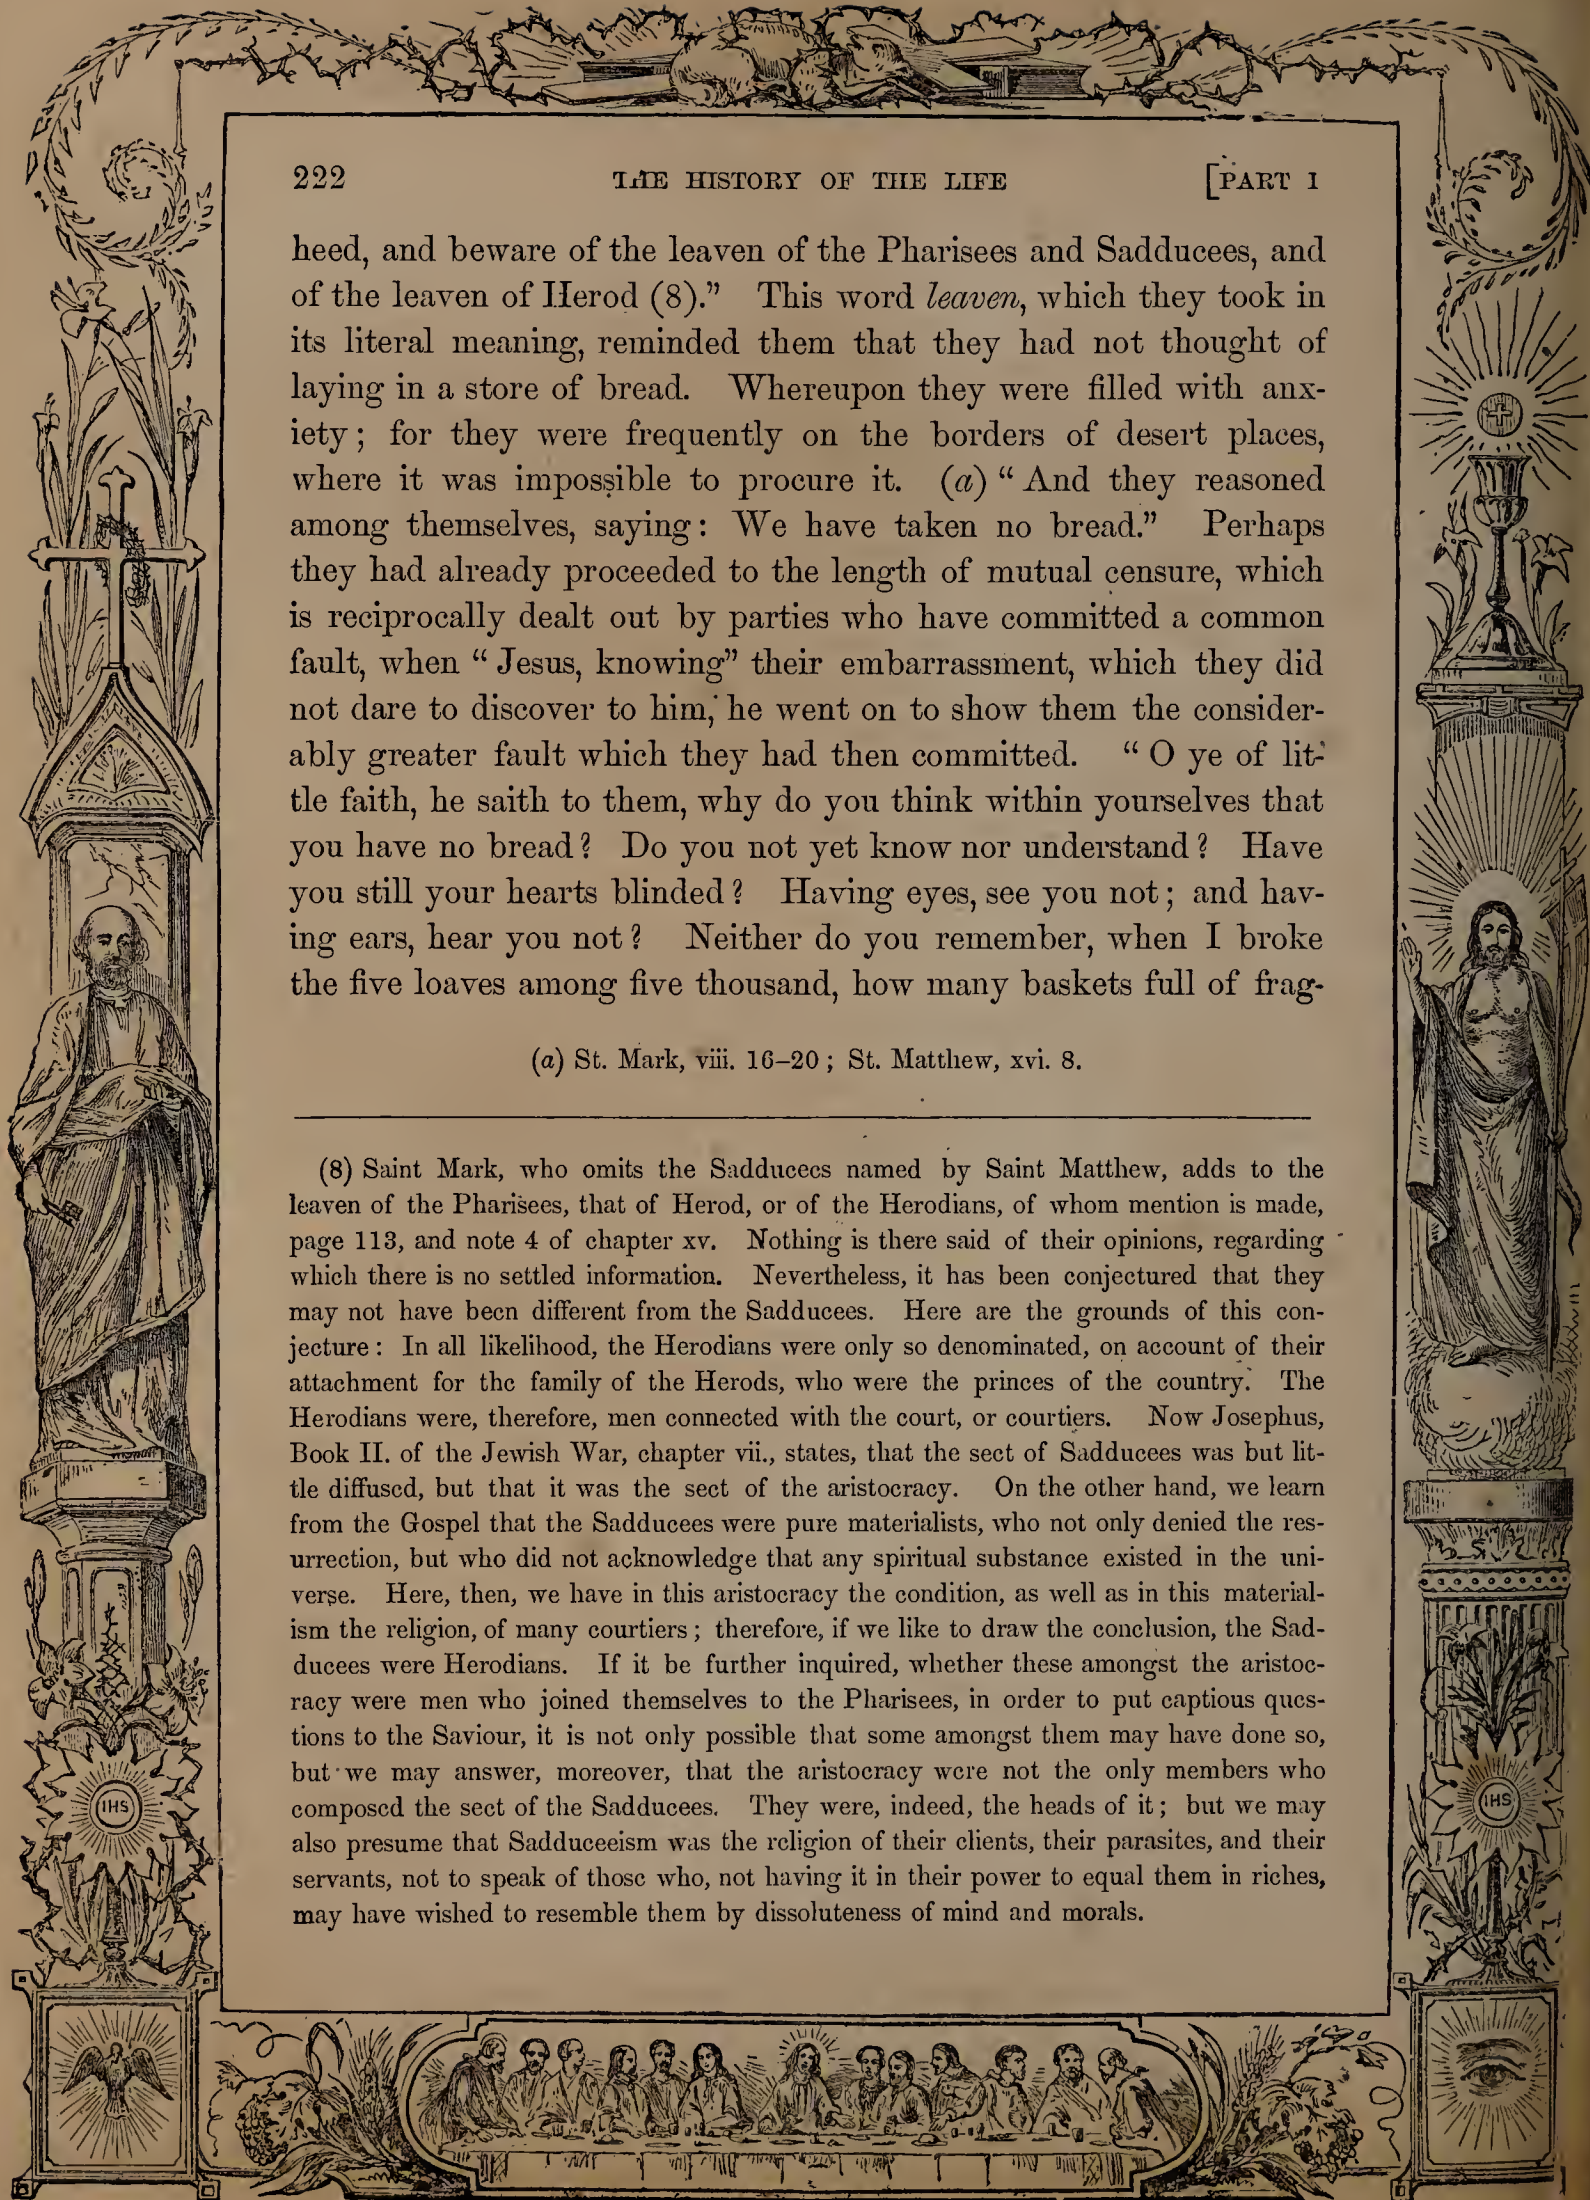 222 THE HISTORY OF THE LIFE [PART I
heed, and beware of the leaven of the Pharisees and Sadducees, and
of the leaven of Herod (8).” This word leaven, which they took in
its literal meaning, reminded them that they had not thought of
laying in a store of bread. Whereupon they were filled with anx-
iety; for they were frequently on the borders of desert places,
where it was impossible to procure it. (a) “And they reasoned
among themselves, saying: We have taken no bread.” Perhaps
they had already proceeded to the length of mutual censure, which
is reciprocally dealt out by parties who have committed a common
fault, when “Jesus, knowing” their embarrassment, which they did
not dare to discover to him, he went on to show them the consider-
ably greater fault which they had then committed. “O ye of lit-
tle faith, he saith to them, why do you think within yourselves that
you have no bread? Do you not yet know nor understand? Have
you still your hearts blinded? Having eyes, see you not; and hav-
ing ears, hear you not? Neither do you remember, when I broke
the five loaves among five thousand, how many baskets full of frag-
(a) St. Mark, viii. 16–20; St. Matthew, xvi. 8.
(8) Saint Mark, who omits the Sadducees named by Saint Matthew, adds to the
leaven of the Pharisees, that of Herod, or of the Herodians, of whom mention is made,
page 113, and note 4 of chapter xv. Nothing is there said of their opinions, regarding
which there is no settled information. Nevertheless, it has been conjectured that they
may not have been different from the Sadducees. Here are the grounds of this con-
jecture: In all likelihood, the Herodians were only so denominated, on account of their
attachment for the family of the Herods, who were the princes of the country. The
Herodians were, therefore, men connected with the court, or courtiers. Now Josephus,
Book II. of the Jewish War, chapter vii., states, that the sect of Sadducees was but lit-
tle diffused, but that it was the sect of the aristocracy. On the other hand, we learn
from the Gospel that the Sadducees were pure materialists, who not only denied the res-
urrection, but who did not acknowledge that any spiritual substance existed in the uni-
verse. Here, then, we have in this aristocracy the condition, as well as in this material-
ism the religion, of many courtiers; therefore, if we like to draw the conclusion, the Sad-
ducees were Herodians. If it be further inquired, whether these amongst the aristoc-
racy were men who joined themselves to the Pharisees, in order to put captious ques-
tions to the Saviour, it is not only possible that some amongst them may have done so,
but we may answer, moreover, that the aristocracy were not the only members who
composed the sect of the Sadducees. They were, indeed, the heads of it; but we may
also presume that Sadduceeism was the religion of their clients, their parasites, and their
servants, not to speak of those who, not having it in their power to equal them in riches,
may have wished to resemble them by dissoluteness of mind and morals.
IHS
IHS